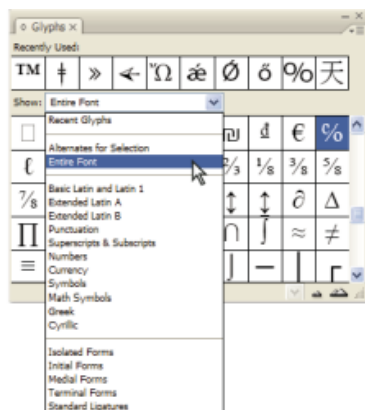 Glyphs
Recently Used:
™ ǂ » Ὢ ǽ Ǿ ő % 天
Show: Entire Font
Recent Glyphs
Alternates for Selection
Entire Font
Basic Latin and Latin 1
Extended Latin A
Extended Latin B
Punctuation
Superscripts & Subscripts
Numbers
Currency
Symbols
Math Symbols
Greek
Cyrillic
Isolated Forms
Initial Forms
Medial Forms
Terminal Forms
Standard Ligatures
₪ ₫ € ℅
ℓ ⅔ ⅛ ⅜ ⅝
⅞ ↕ ↨ ∂ ∆
∏ ∩ ∫ ≈ ≠
≡ ⌡ ─ │ ┌